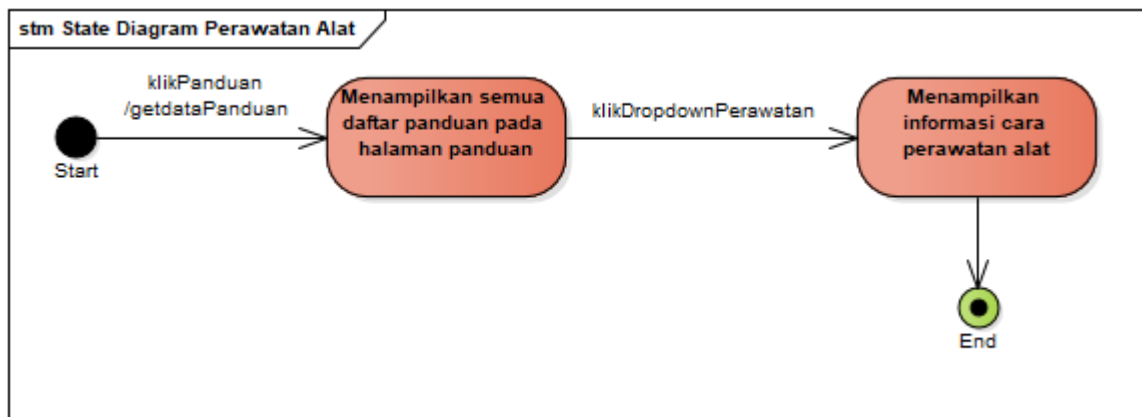 stm State Diagram Perawatan Alat
klikPanduan
/getdataPanduan
Start
Menampilkan semua
daftar panduan pada
halaman panduan
klikDropdownPerawatan
Menampilkan
informasi cara
perawatan alat
End